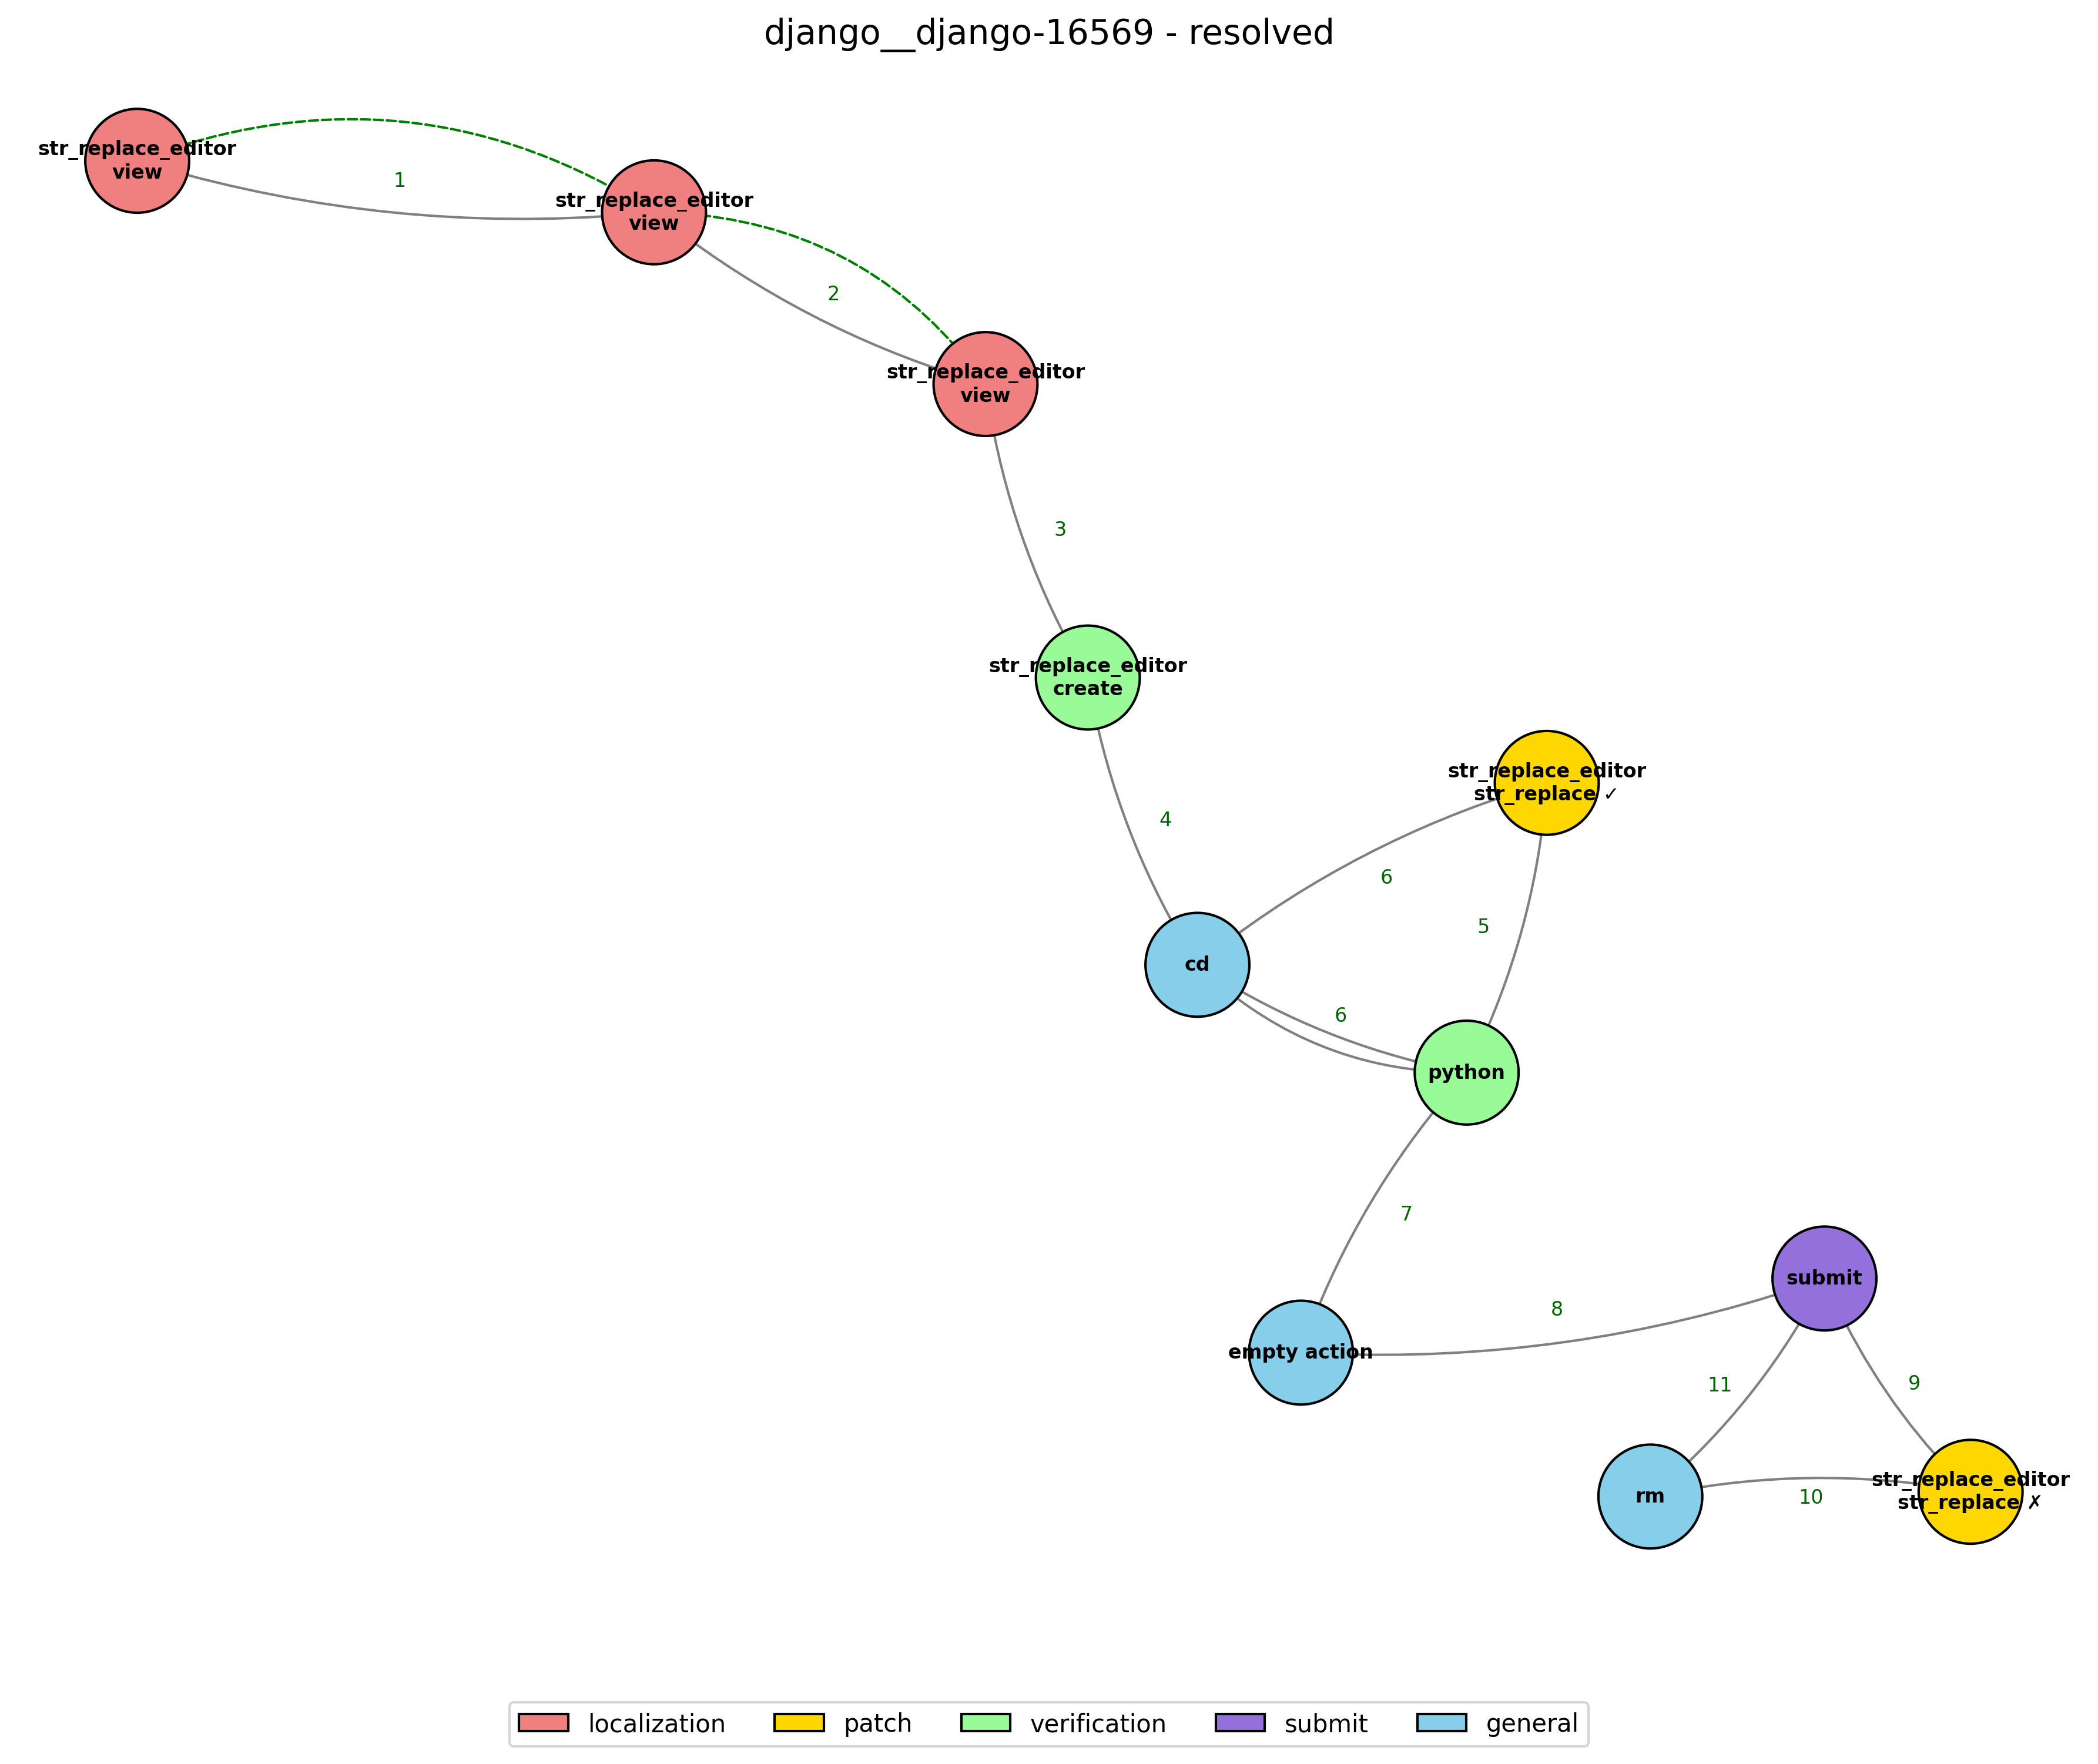 django__django-16569 - resolved
str_replace_editor
view
1
str_replace_editor
view
2
str_replace_editor
view
3
str_replace_editor
create
4
str_replace_editor
str_replace ✓
6
5
cd
6
python
7
submit
8
empty action
11
9
str_replace_editor
str_replace ✗
rm
10
localization
patch
verification
submit
general